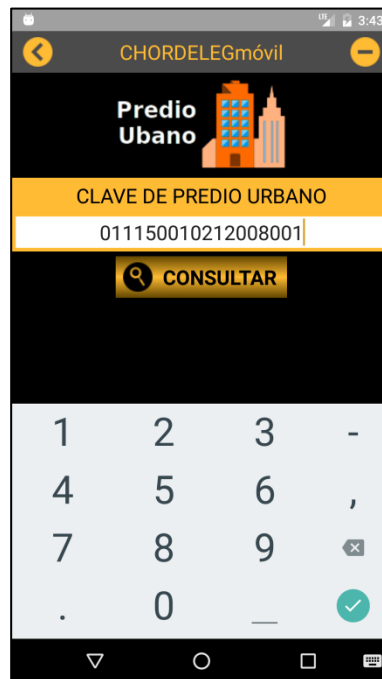 LTE 3:43
CHORDELEGmóvil
Predio
Ubano
CLAVE DE PREDIO URBANO
011150010212008001
CONSULTAR
1 2 3 -
4 5 6 ,
7 8 9
. 0 _